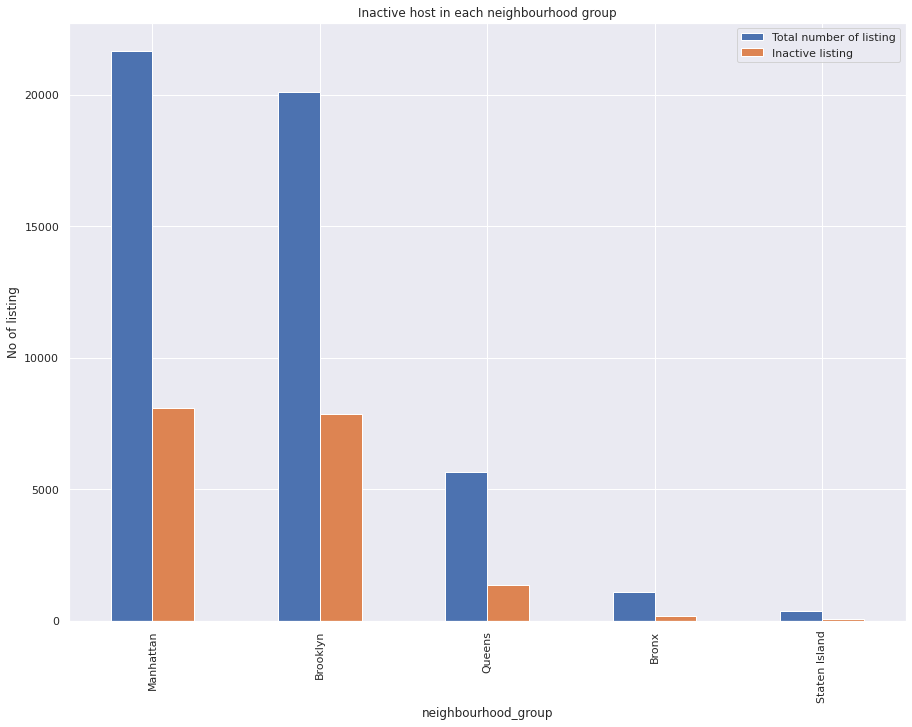 Inactive host in each neighbourhood group
Total number of listing
Inactive listing
No of listing
20000
15000
10000
5000
0
Manhattan
Brooklyn
Queens
Bronx
Staten Island
neighbourhood_group